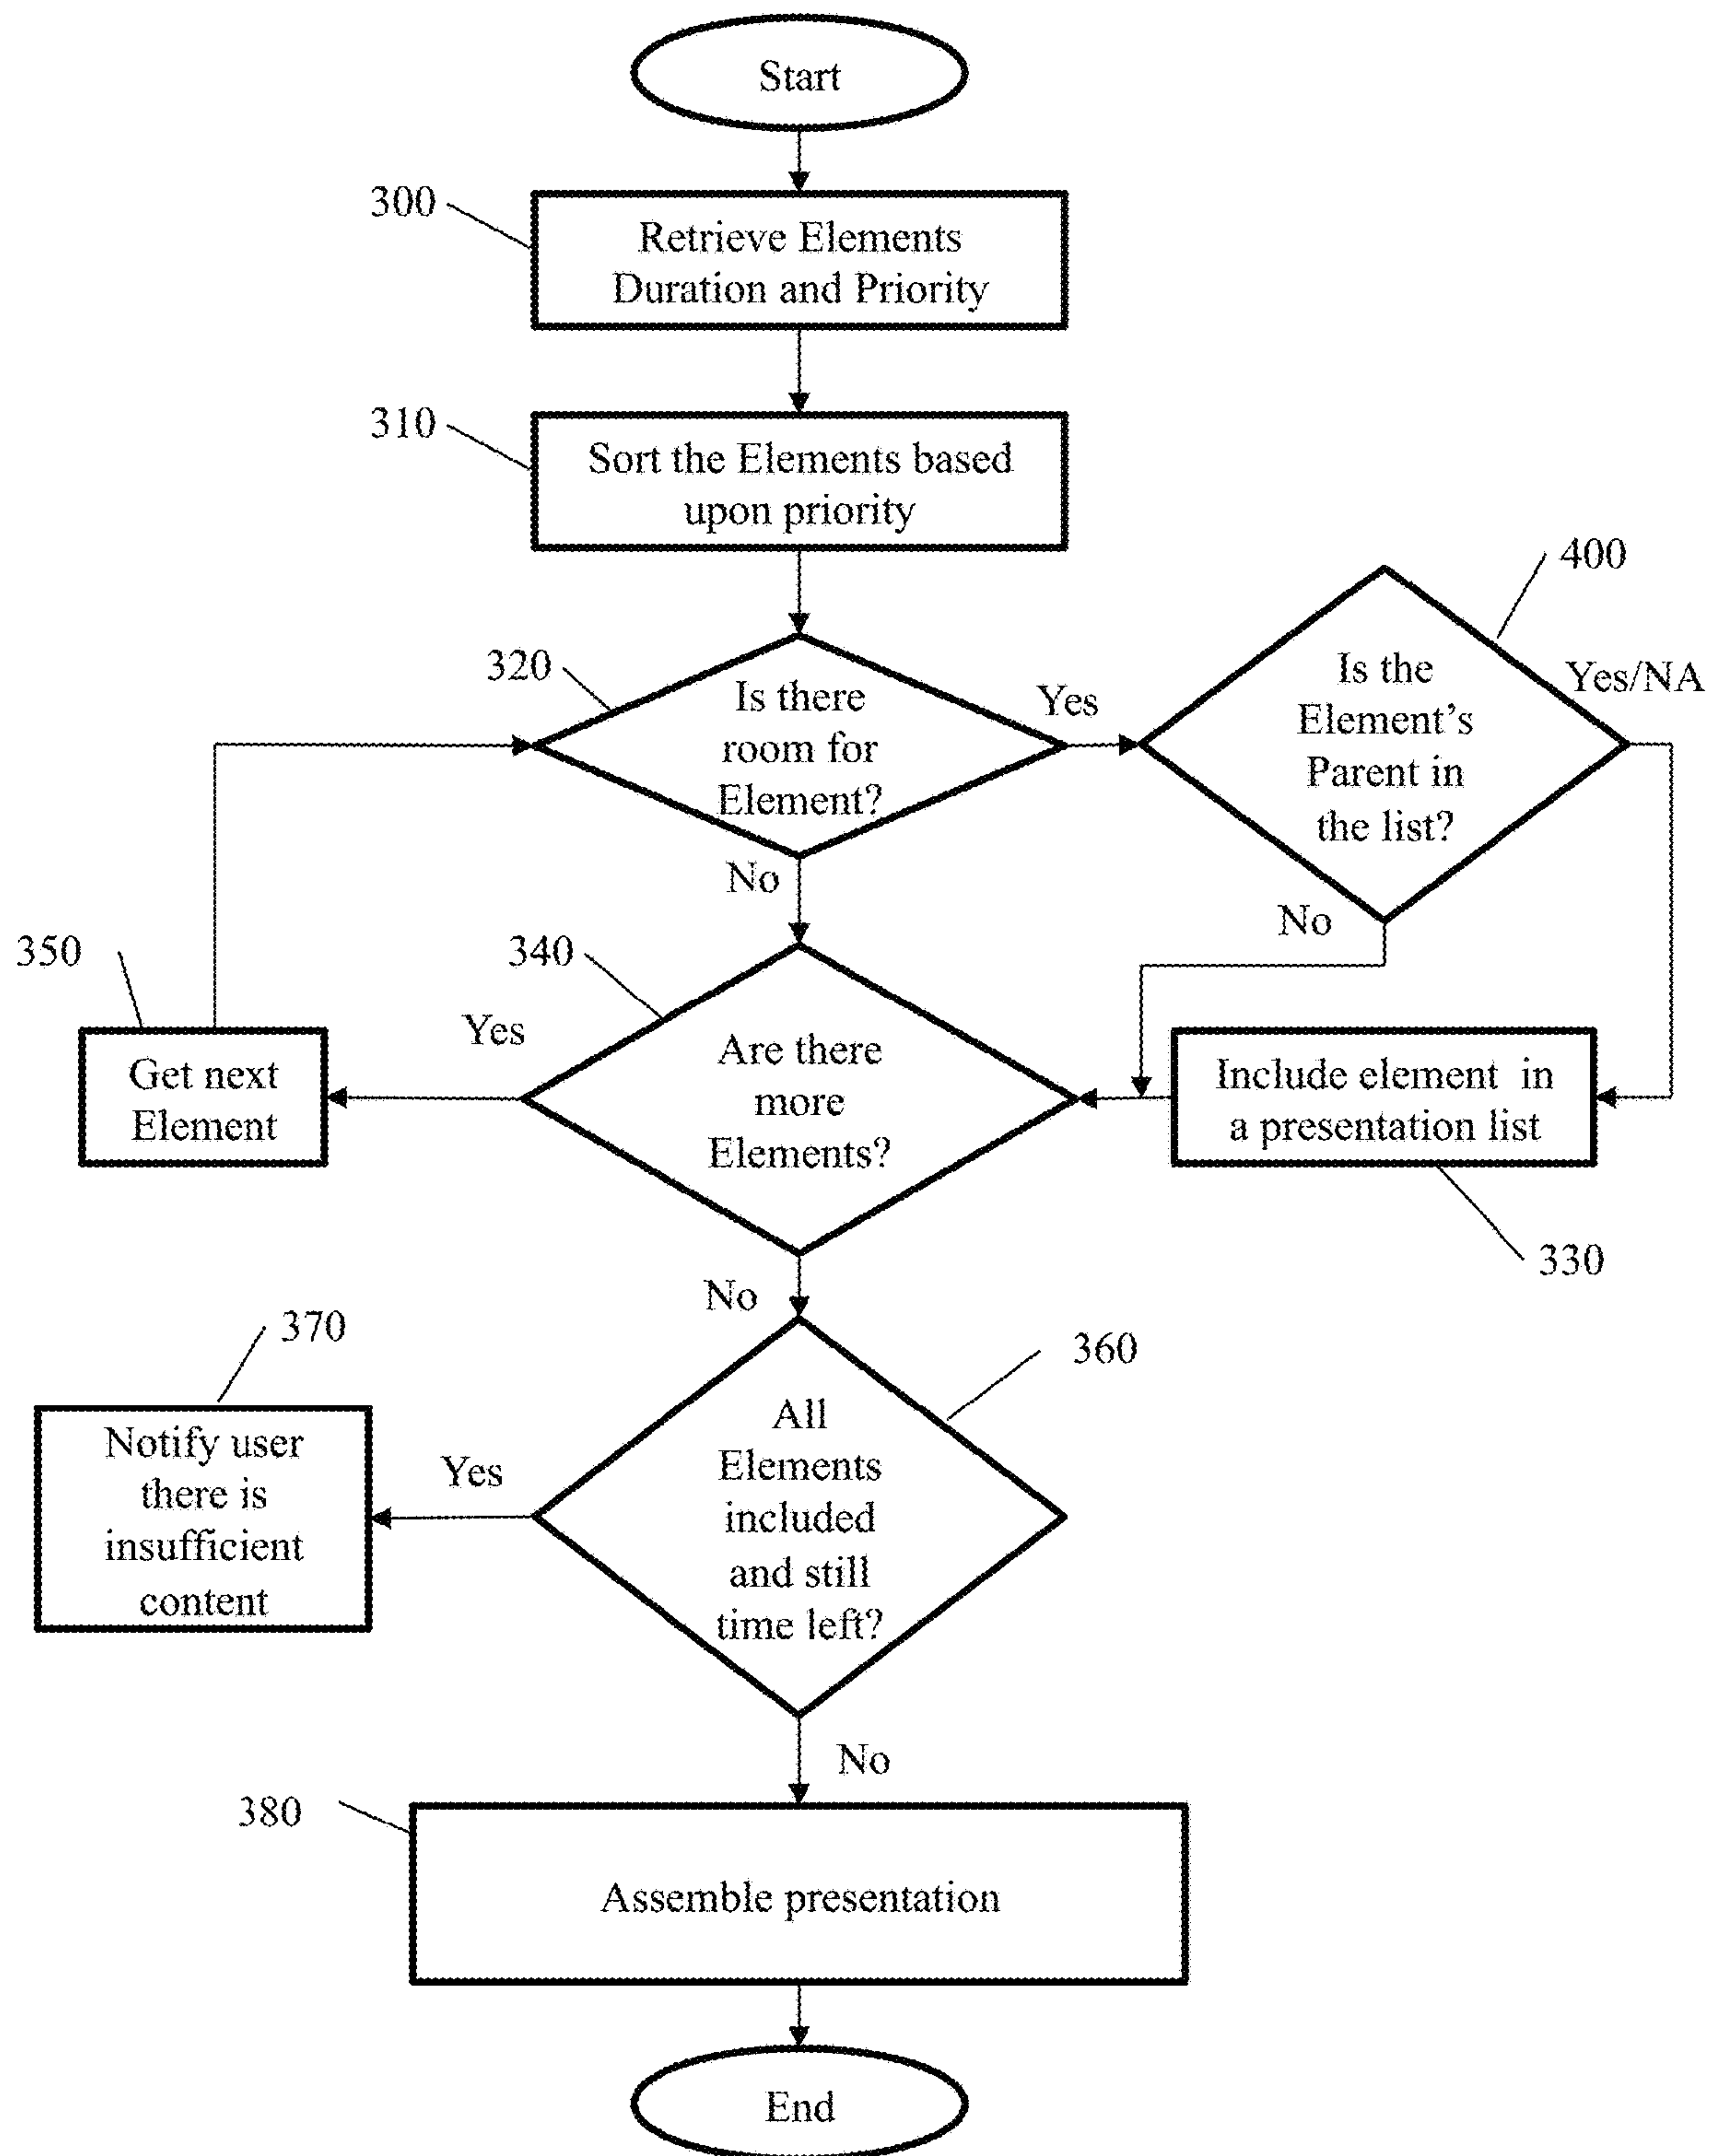 Start
300
Retrieve Elements
Duration and Priority
310
Sort the Elements based
upon priority
400
320
Is there
room for
Element?
Yes
Is the
Element's
Parent in
the list?
Yes/NA
No
No
350
340
Yes
Get next
Element
Are there
more
Elements?
Include element in
a presentation list
330
No
370
360
Notify user
there is
insufficient
content
Yes
All
Elements
included
and still
time left?
No
380
Assemble presentation
End